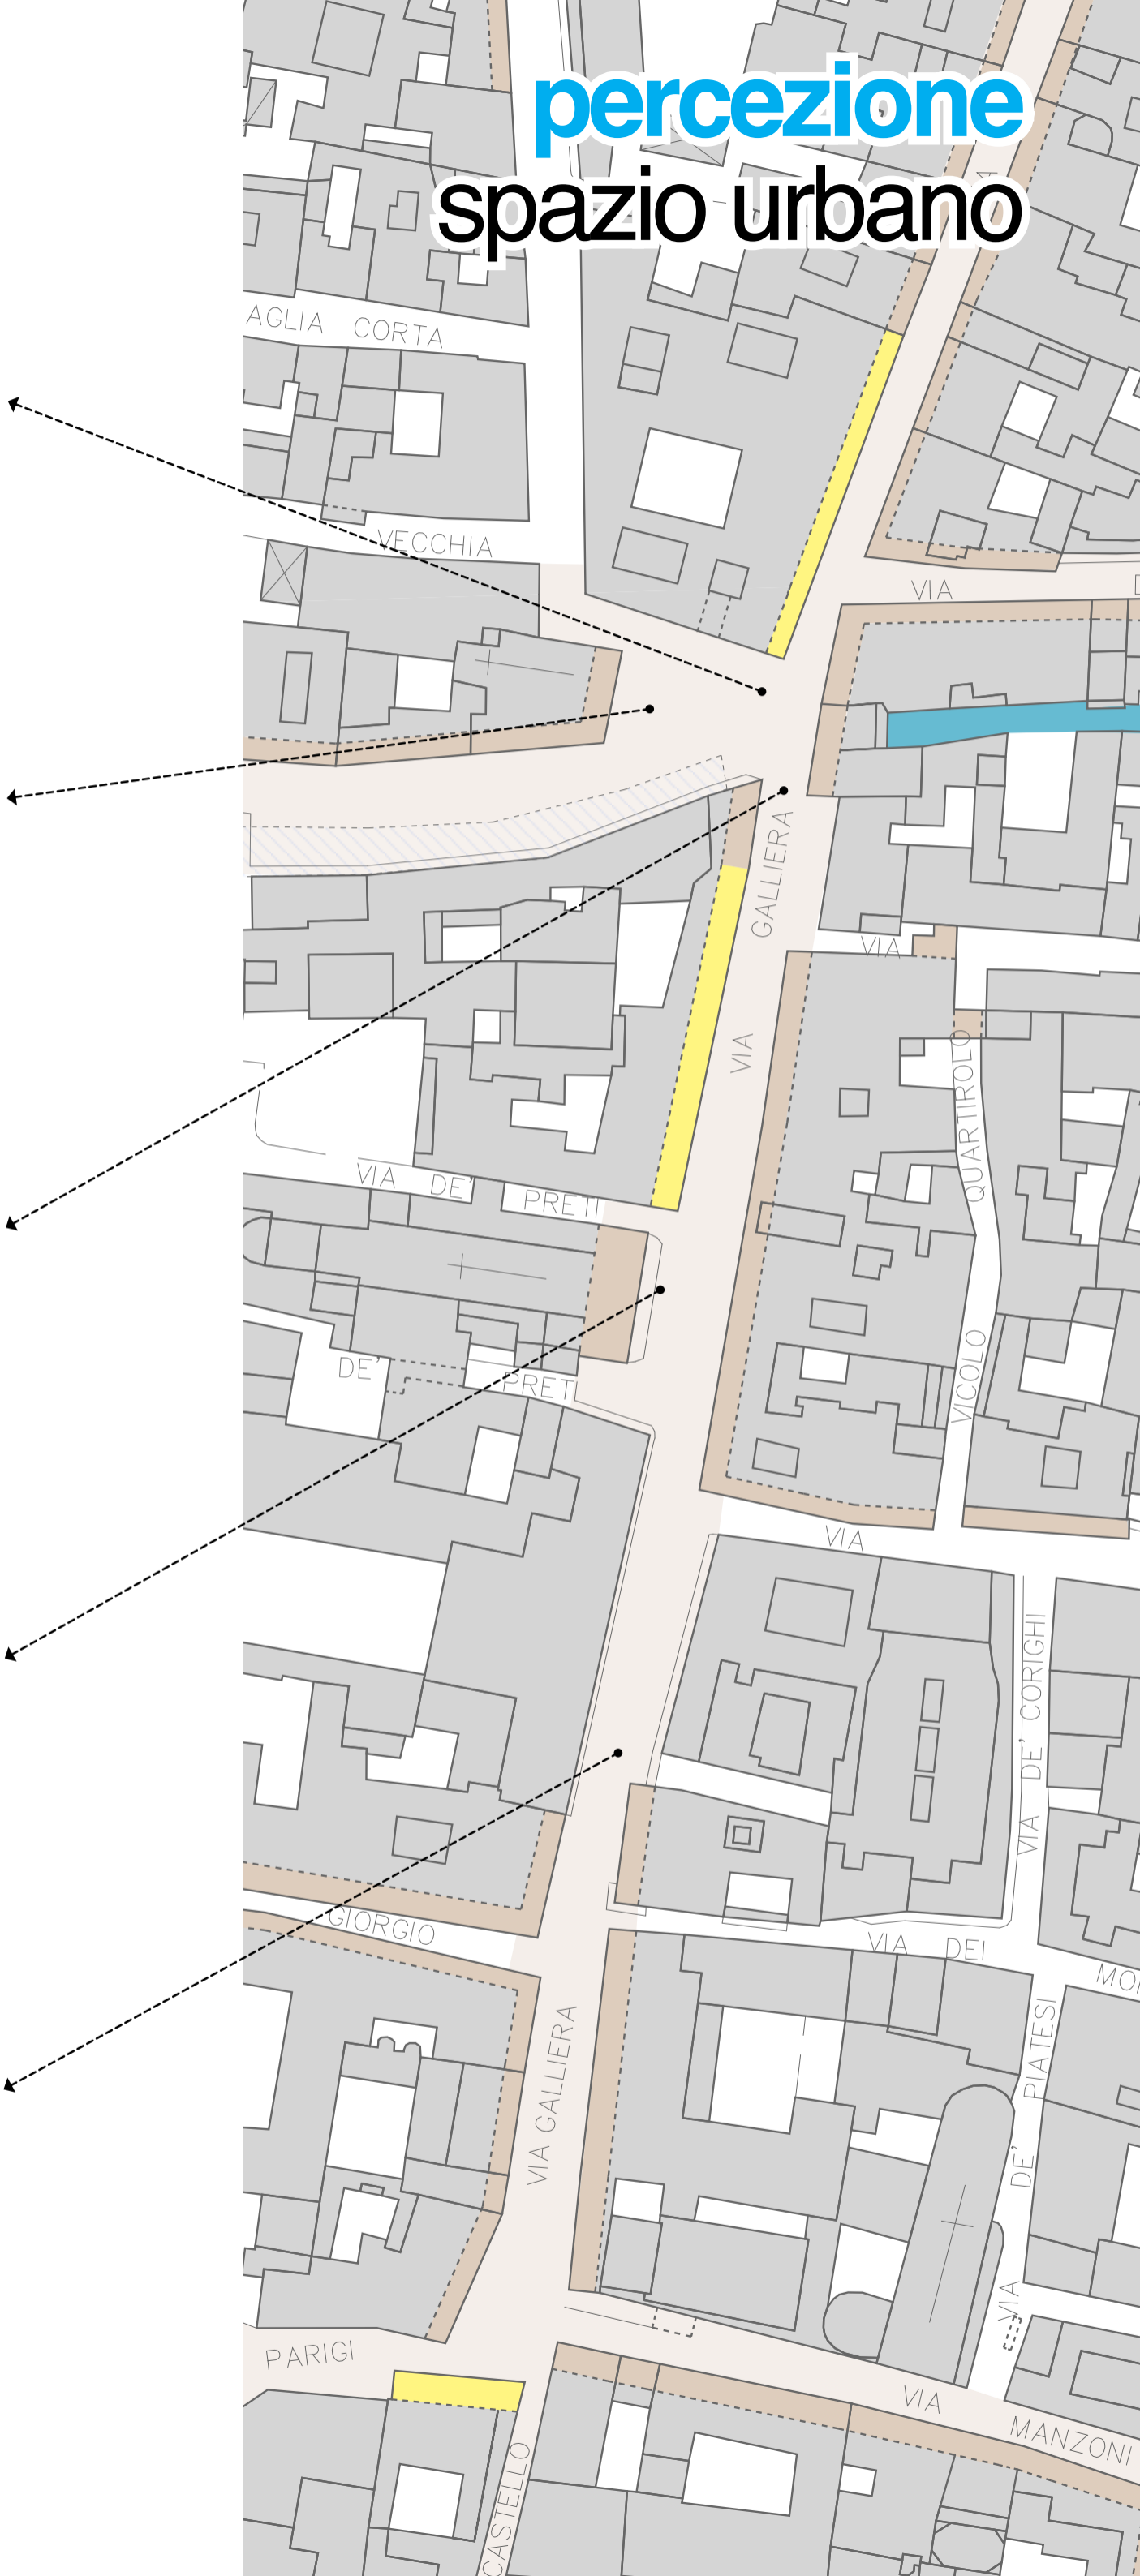 percezione
spazio urbano
AGLIA CORTA
VECCHIA
VIA
GALLIERA
VIA
VIA
QUARTIROLO
VICOLO
VIA DE' PRETI
DE' PRETI
VIA
VIA DE' CORIGHI
GIORGIO
VIA DEI
VIA GALLIERA
VIA DE' PIATESI
PARIGI
VIA MANZONI
CASTELLO